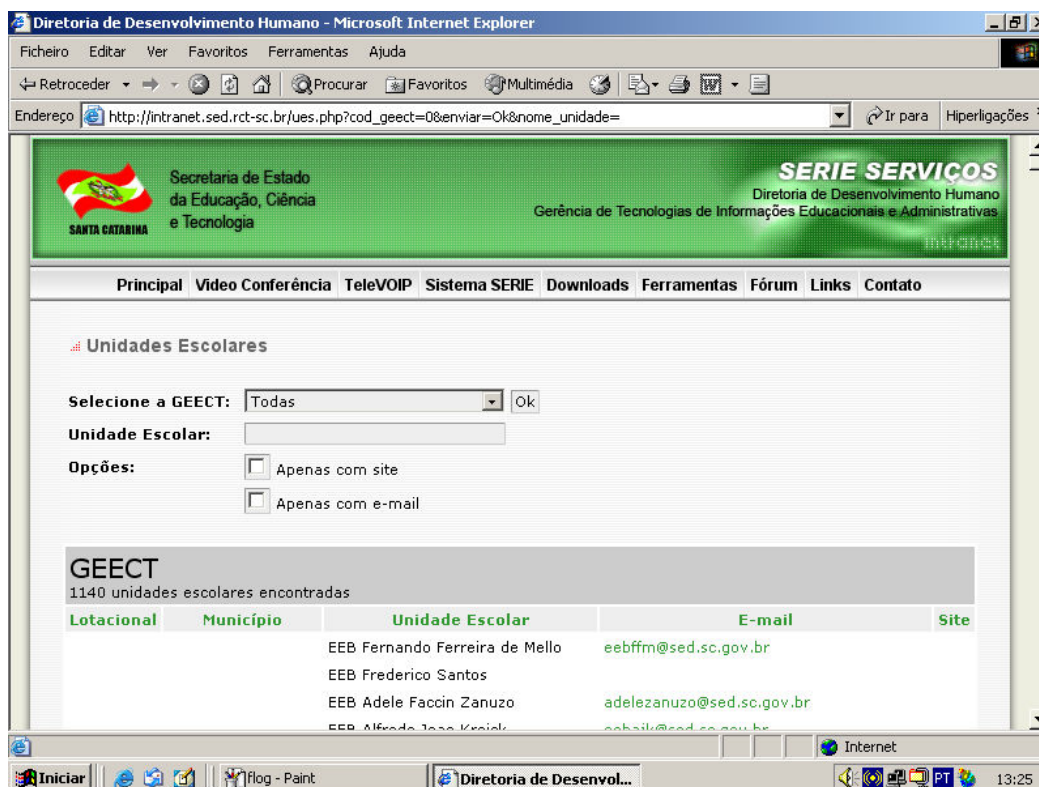 Diretoria de Desenvolvimento Humano - Microsoft Internet Explorer
Ficheiro Editar Ver Favoritos Ferramentas Ajuda
Retroceder Procurar Favoritos Multimédia
Endereço http://intranet.sed.rct-sc.br/ues.php?cod_geect=0&enviar=Ok&nome_unidade= Ir para Hiperligações
SANTA CATARINA
Secretaria de Estado
da Educação, Ciência
e Tecnologia
SERIE SERVIÇOS
Diretoria de Desenvolvimento Humano
Gerência de Tecnologias de Informações Educacionais e Administrativas
intranet
Principal Video Conferência TeleVOIP Sistema SERIE Downloads Ferramentas Fórum Links Contato
Unidades Escolares
Selecione a GEECT: Todas Ok
Unidade Escolar:
Opções: Apenas com site
Apenas com e-mail
GEECT
1140 unidades escolares encontradas
Lotacional Município Unidade Escolar E-mail Site
EEB Fernando Ferreira de Mello eebffm@sed.sc.gov.br
EEB Frederico Santos
EEB Adele Faccin Zanuzo adelezanuzo@sed.sc.gov.br
EEB Alfredo Joao
Internet
Iniciar flog - Paint Diretoria de Desenvol... PT 13:25